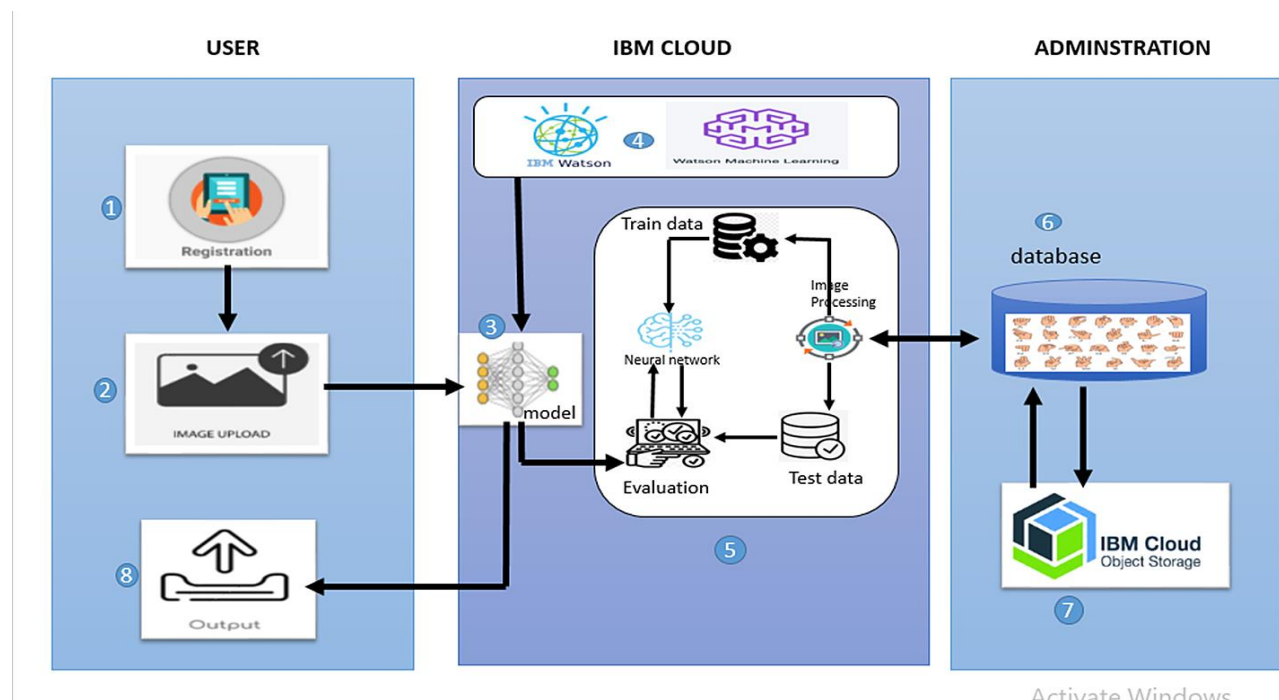 USER
IBM CLOUD
ADMINSTRATION
1
Registration
2
IMAGE UPLOAD
8
Output
IBM Watson
4
Watson Machine Learning
3
model
Train data
Image
Processing
Neural network
Evaluation
Test data
5
6
database
IBM Cloud
Object Storage
7
Activate Windows